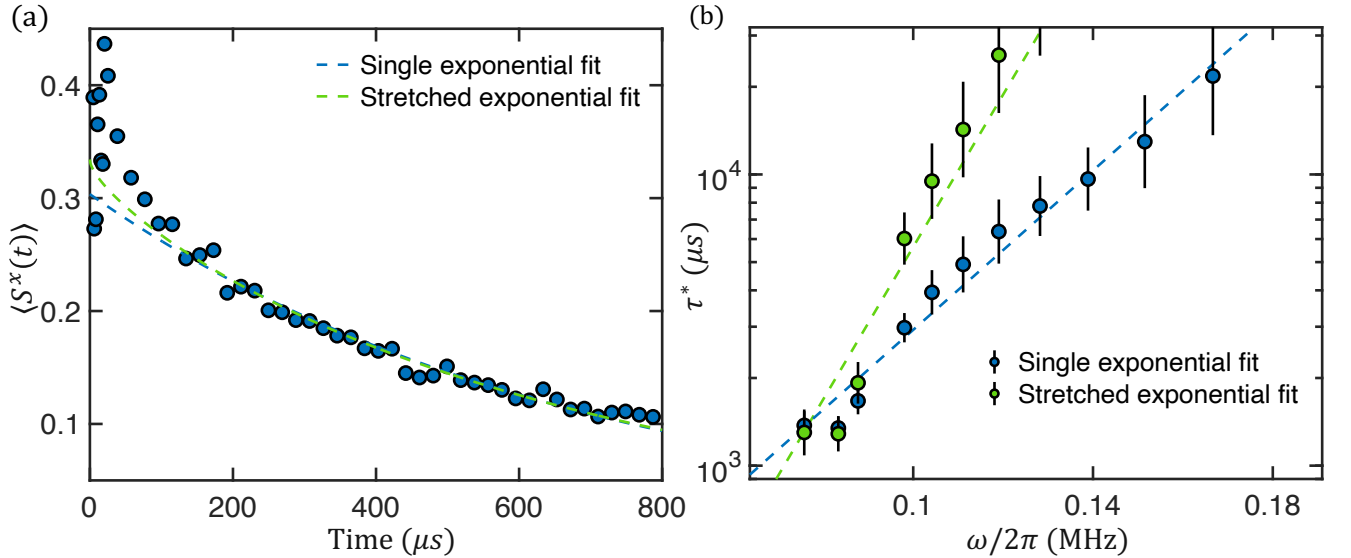 (a)
Single exponential fit
Stretched exponential fit
0.4
0.3
0.2
0.1
⟨S^x(t)⟩
0 200 400 600 800
Time (μs)
(b)
10^4
10^3
τ* (μs)
Single exponential fit
Stretched exponential fit
0.1 0.14 0.18
ω/2π (MHz)